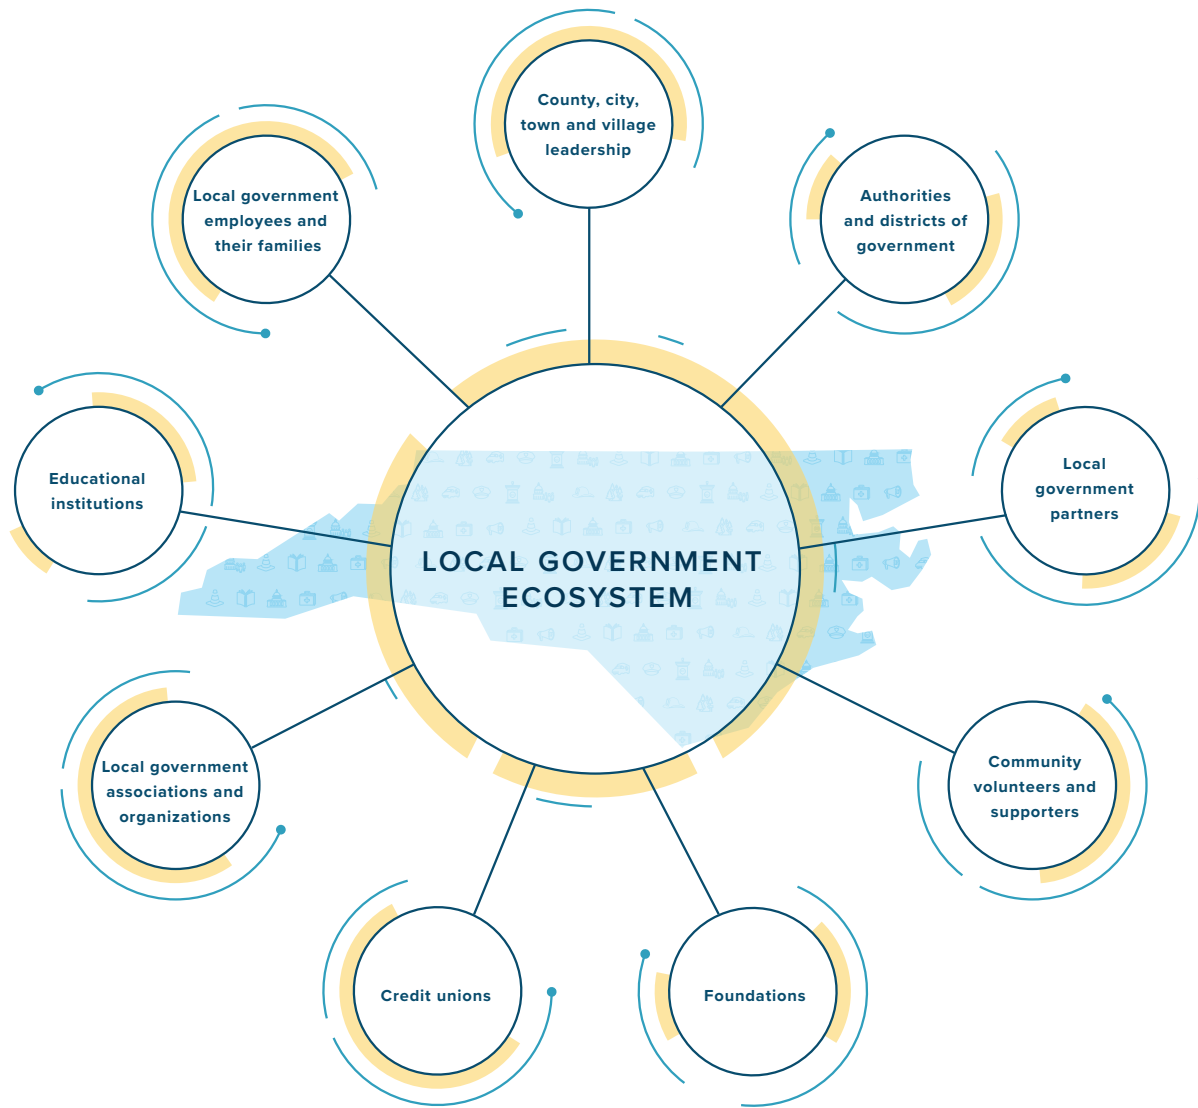 County, city,
town and village
leadership
Local government
employees and
their families
Authorities
and districts of
government
Educational
institutions
Local
government
partners
LOCAL GOVERNMENT
ECOSYSTEM
Local government
associations and
organizations
Community
volunteers and
supporters
Credit unions
Foundations